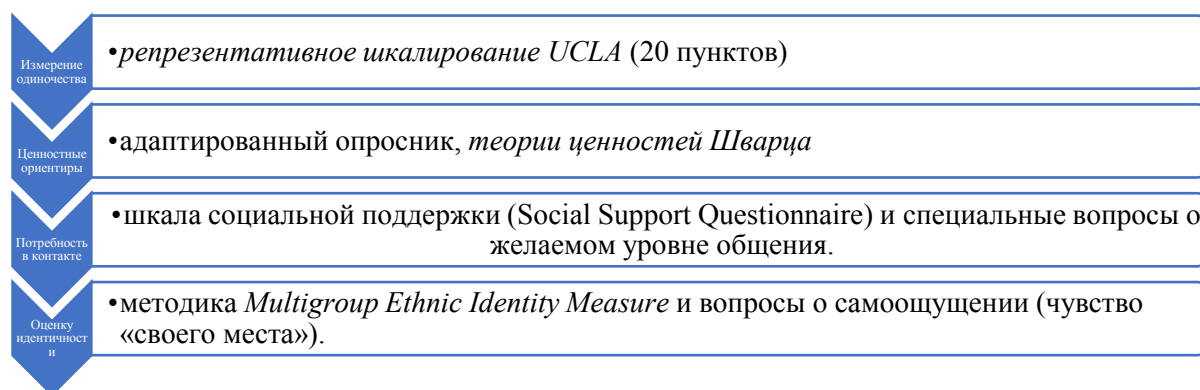 Измерение
одиночества
•репрезентативное шкалирование UCLA (20 пунктов)
Ценностные
ориентиры
•адаптированный опросник, теории ценностей Шварца
Потребность
в контакте
•шкала социальной поддержки (Social Support Questionnaire) и специальные вопросы о
желаемом уровне общения.
Оценку
идентичност
и
•методика Multigroup Ethnic Identity Measure и вопросы о самоощущении (чувство
«своего места»).